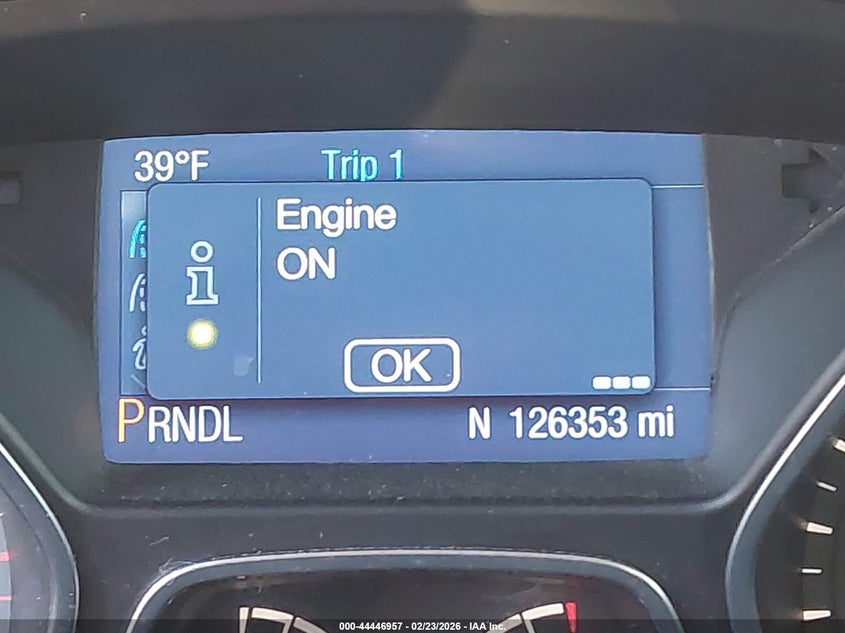 39°F Trip 1
Engine
ON
OK
PRNDL N 126353 mi
000-44446957 - 02/23/2026 - IAA Inc.